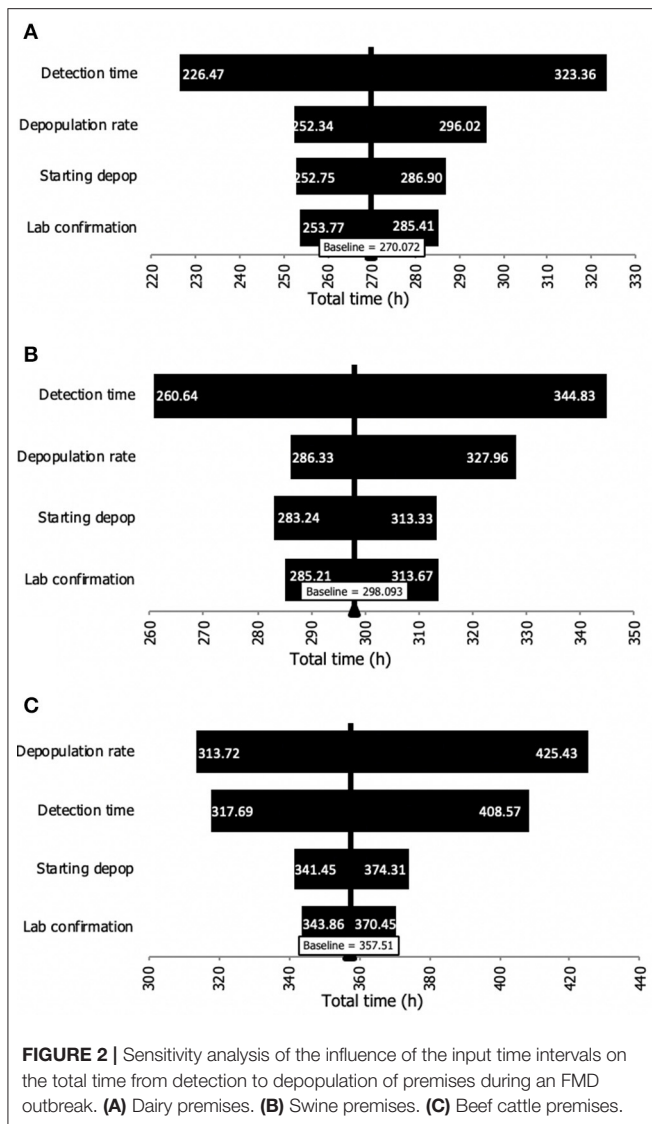 A
Detection time
226.47 323.36
Depopulation rate
252.34 296.02
Starting depop
252.75 286.90
Lab confirmation
253.77 285.41
Baseline = 270.072
220 230 240 250 260 270 280 290 300 310 320 330
Total time (h)
B
Detection time
260.64 344.83
Depopulation rate
286.33 327.96
Starting depop
283.24 313.33
Lab confirmation
285.21 313.67
Baseline = 298.093
260 270 280 290 300 310 320 330 340 350
Total time (h)
C
Depopulation rate
313.72 425.43
Detection time
317.69 408.57
Starting depop
341.45 374.31
Lab confirmation
343.86 370.45
Baseline = 357.51
300 320 340 360 380 400 420 440
Total time (h)
FIGURE 2 | Sensitivity analysis of the influence of the input time intervals on
the total time from detection to depopulation of premises during an FMD
outbreak. (A) Dairy premises. (B) Swine premises. (C) Beef cattle premises.